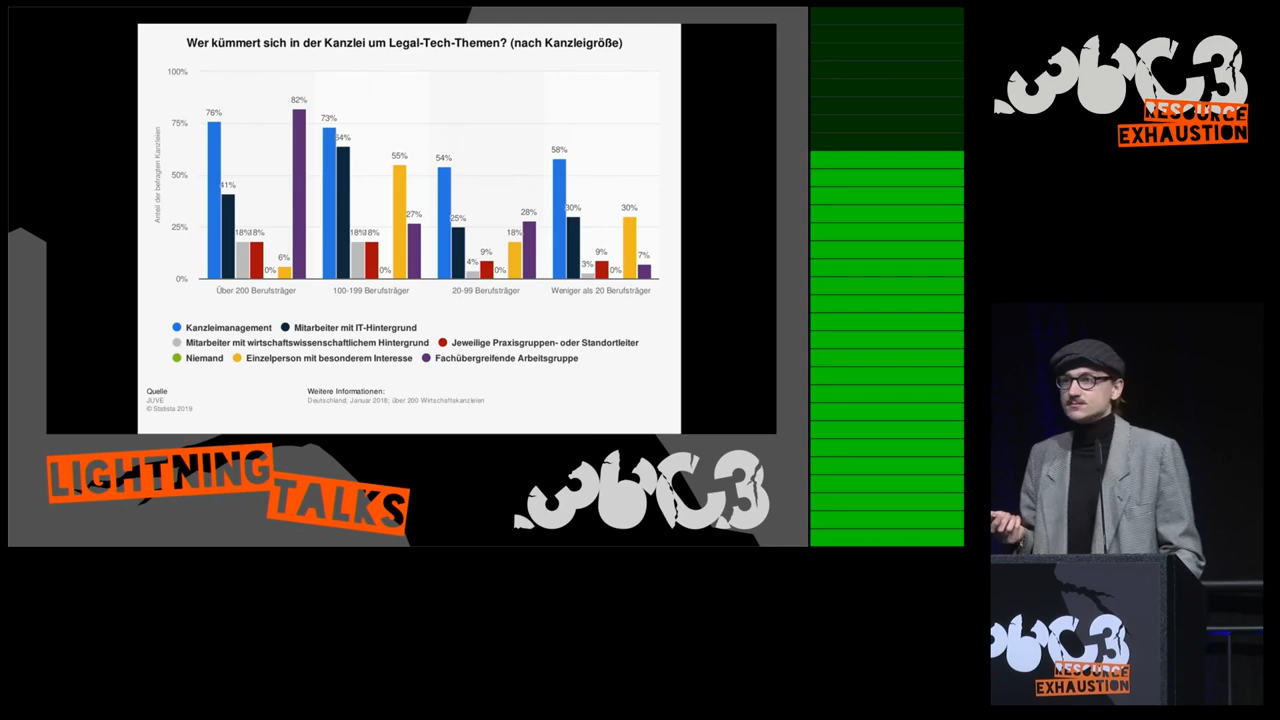 Wer kümmert sich in der Kanzlei um Legal-Tech-Themen? (nach Kanzleigröße)
100%
75%
50%
25%
0%
Anteil der befragten Kanzleien
76%
41%
18%
18%
0%
6%
82%
73%
64%
18%
18%
0%
55%
27%
54%
25%
4%
9%
0%
18%
28%
58%
30%
3%
9%
0%
30%
7%
Über 200 Berufsträger
100-199 Berufsträger
20-99 Berufsträger
Weniger als 20 Berufsträger
Kanzleimanagement Mitarbeiter mit IT-Hintergrund
Mitarbeiter mit wirtschaftswissenschaftlichem Hintergrund Jeweilige Praxisgruppen- oder Standortleiter
Niemand Einzelperson mit besonderem Interesse Fachübergreifende Arbeitsgruppe
Quelle
JUVE
© Statista 2019
Weitere Informationen:
Deutschland; Januar 2018; über 200 Wirtschaftskanzleien
LIGHTNING
TALKS
.36C3
.36C3
RESOURCE
EXHAUSTION
36C3
RESOURCE
EXHAUSTION